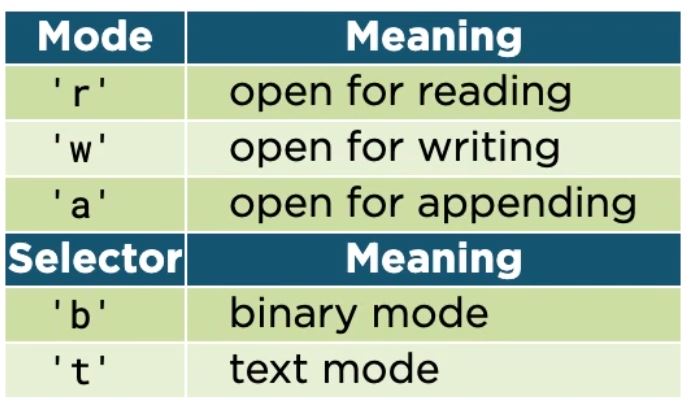 Mode Meaning
'r' open for reading
'w' open for writing
'a' open for appending
Selector Meaning
'b' binary mode
't' text mode